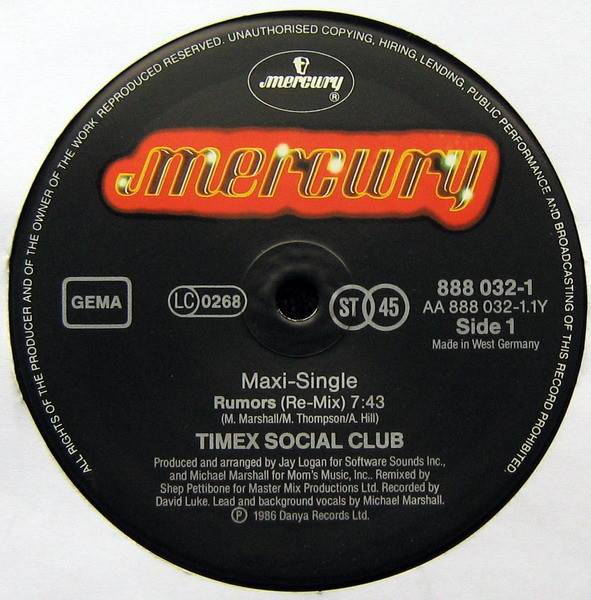 ALL RIGHTS OF THE PRODUCER AND OF THE OWNER OF THE WORK REPRODUCED RESERVED. UNAUTHORISED COPYING, HIRING, LENDING, PUBLIC PERFORMANCE AND BROADCASTING OF THIS RECORD PROHIBITED.
mercury ®
mercury
GEMA
LC 0268
ST 45
888 032-1
AA 888 032-1.1Y
Side 1
Made in West Germany
Maxi-Single
Rumors (Re-Mix) 7:43
(M. Marshall/M. Thompson/A. Hill)
TIMEX SOCIAL CLUB
Produced and arranged by Jay Logan for Software Sounds Inc.,
and Michael Marshall for Mom's Music, Inc.. Remixed by
Shep Pettibone for Master Mix Productions Ltd. Recorded by
David Luke. Lead and background vocals by Michael Marshall.
℗ 1986 Danya Records Ltd.